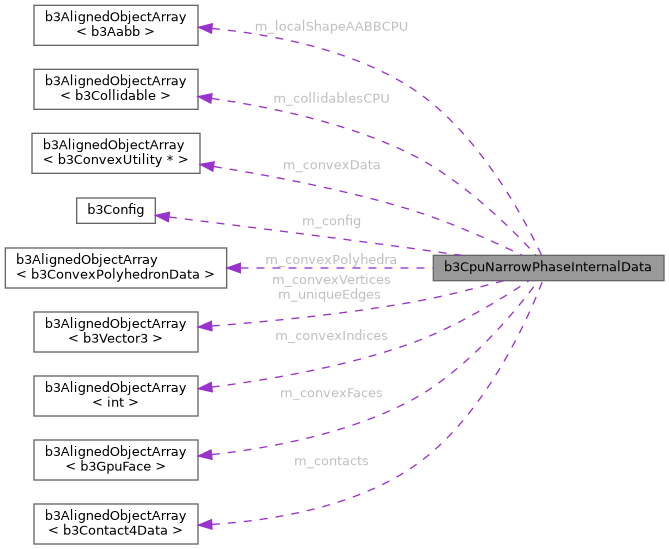 b3AlignedObjectArray
< b3Aabb >
m_localShapeAABBCPU
b3AlignedObjectArray
< b3Collidable >
m_collidablesCPU
b3AlignedObjectArray
< b3ConvexUtility * >
m_convexData
b3Config
m_config
b3AlignedObjectArray
< b3ConvexPolyhedronData >
m_convexPolyhedra
b3CpuNarrowPhaseInternalData
m_convexVertices
m_uniqueEdges
b3AlignedObjectArray
< b3Vector3 >
m_convexIndices
b3AlignedObjectArray
< int >
m_convexFaces
b3AlignedObjectArray
< b3GpuFace >
m_contacts
b3AlignedObjectArray
< b3Contact4Data >